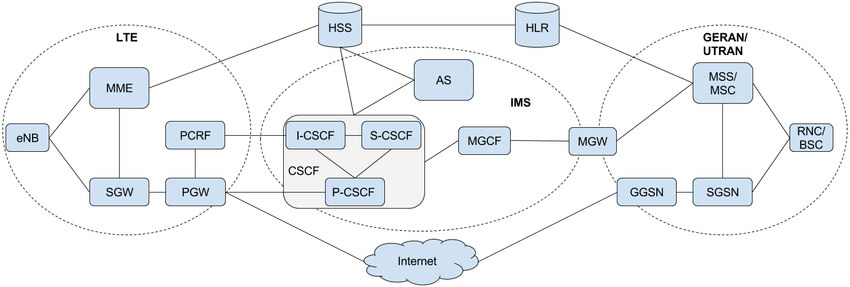 HSS
HLR
LTE
GERAN/
UTRAN
MME
AS
MSS/
MSC
IMS
eNB
PCRF
I-CSCF
S-CSCF
MGCF
MGW
RNC/
BSC
CSCF
SGW
PGW
P-CSCF
GGSN
SGSN
Internet